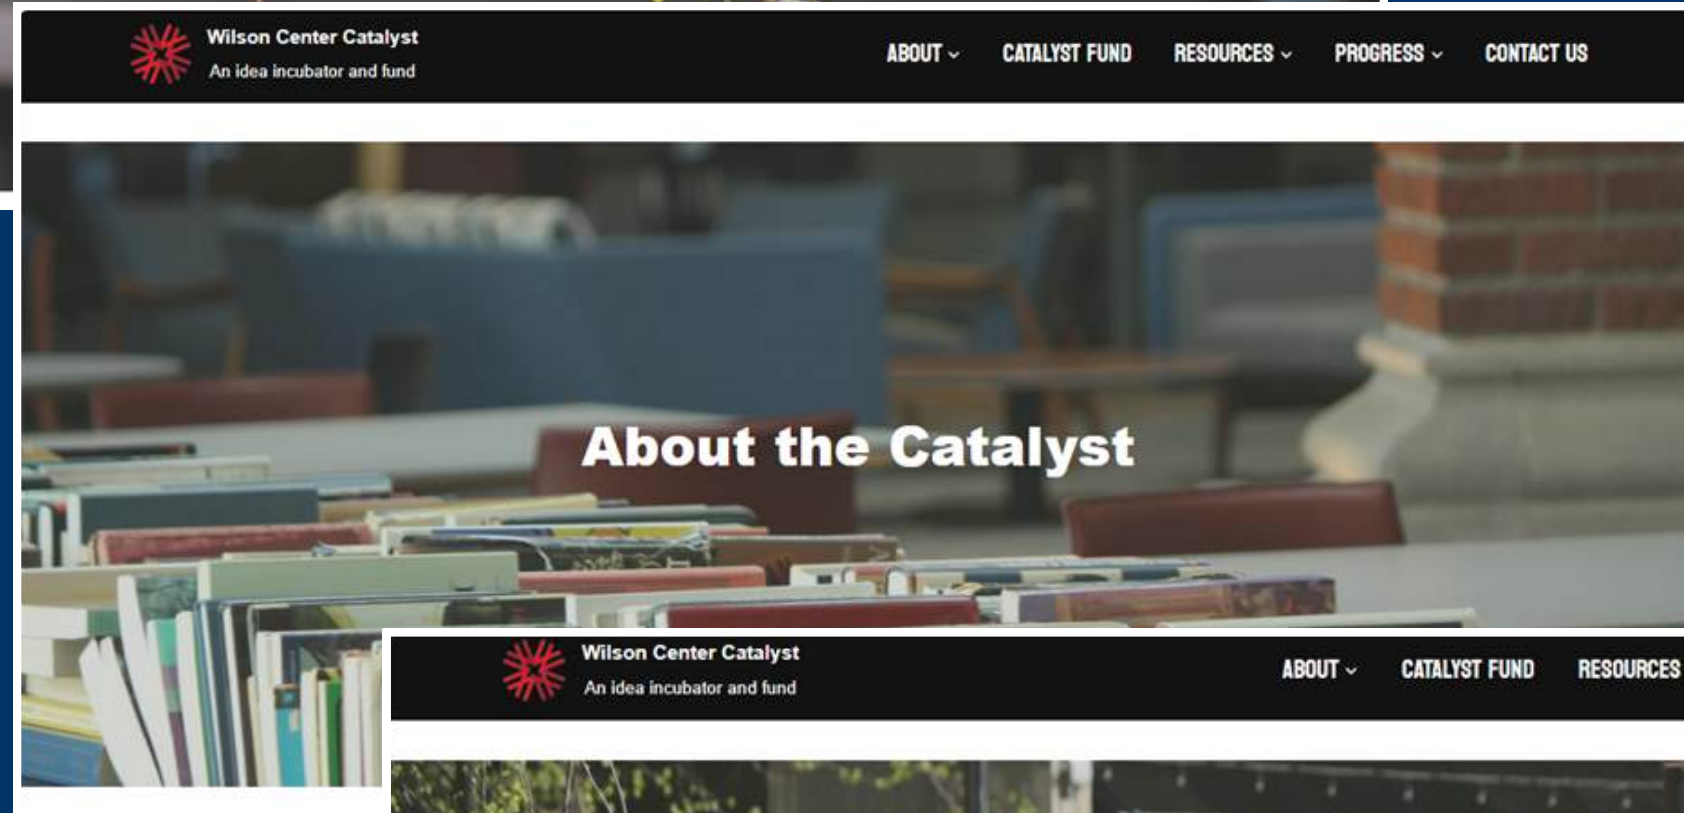 Wilson Center Catalyst
An idea incubator and fund
ABOUT CATALYST FUND RESOURCES PROGRESS CONTACT US
About the Catalyst
Wilson Center Catalyst
An idea incubator and fund
ABOUT CATALYST FUND RESOURCES